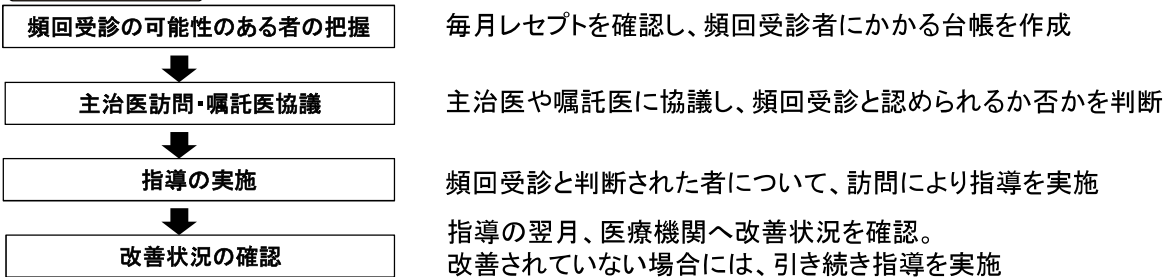 頻回受診の可能性のある者の把握
毎月レセプトを確認し、頻回受診者にかかる台帳を作成
主治医訪問・嘱託医協議
主治医や嘱託医に協議し、頻回受診と認められるか否かを判断
指導の実施
頻回受診と判断された者について、訪問により指導を実施
改善状況の確認
指導の翌月、医療機関へ改善状況を確認。
改善されていない場合には、引き続き指導を実施